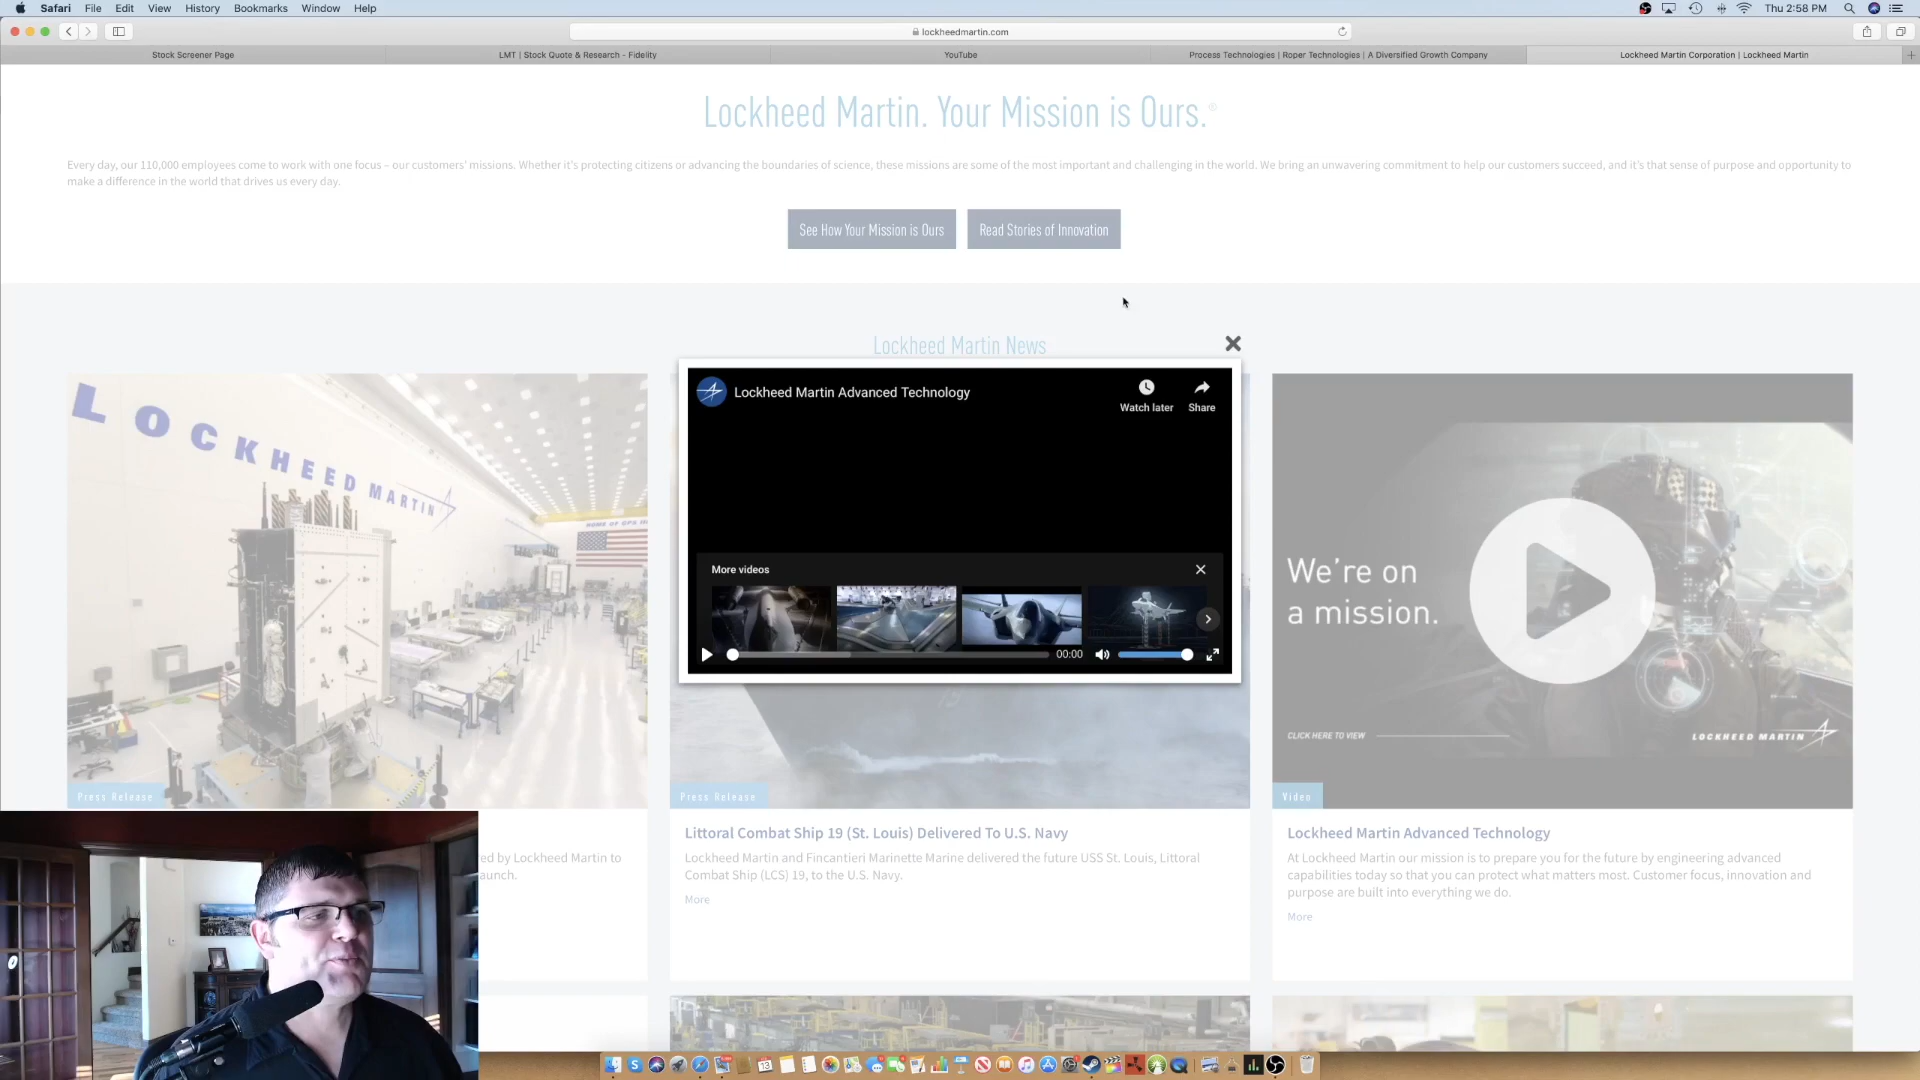 Safari File Edit View History Bookmarks Window Help
Thu 2:58 PM
lockheedmartin.com
Stock Screener Page
LMT | Stock Quote & Research - Fidelity
YouTube
Process Technologies | Roper Technologies | A Diversified Growth Company
Lockheed Martin Corporation | Lockheed Martin
Lockheed Martin. Your Mission is Ours.®
Every day, our 110,000 employees come to work with one focus – our customers' missions. Whether it's protecting citizens or advancing the boundaries of science, these missions are some of the most important and challenging in the world. We bring an unwavering commitment to help our customers succeed, and it's that sense of purpose and opportunity to
make a difference in the world that drives us every day.
See How Your Mission is Ours
Read Stories of Innovation
Lockheed Martin News
LOCKHEED MARTIN
Press Release
Lockheed Martin Advanced Technology
Watch later
Share
More videos
00:00
Press Release
We're on
a mission.
CLICK HERE TO VIEW
LOCKHEED MARTIN
Video
ed by Lockheed Martin to
aunch.
Littoral Combat Ship 19 (St. Louis) Delivered To U.S. Navy
Lockheed Martin and Fincantieri Marinette Marine delivered the future USS St. Louis, Littoral
Combat Ship (LCS) 19, to the U.S. Navy.
More
Lockheed Martin Advanced Technology
At Lockheed Martin our mission is to prepare you for the future by engineering advanced
capabilities today so that you can protect what matters most. Customer focus, innovation and
purpose are built into everything we do.
More